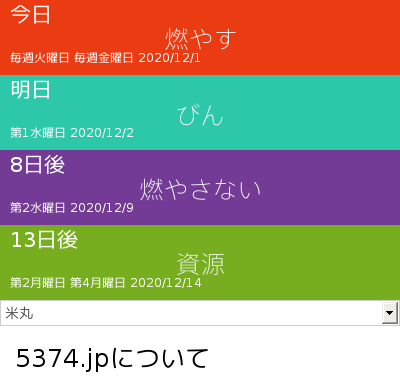 今日
燃やす
毎週火曜日 毎週金曜日 2020/12/1
明日
びん
第1水曜日 2020/12/2
8日後
燃やさない
第2水曜日 2020/12/9
13日後
資源
第2月曜日 第4月曜日 2020/12/14
米丸
5374.jpについて